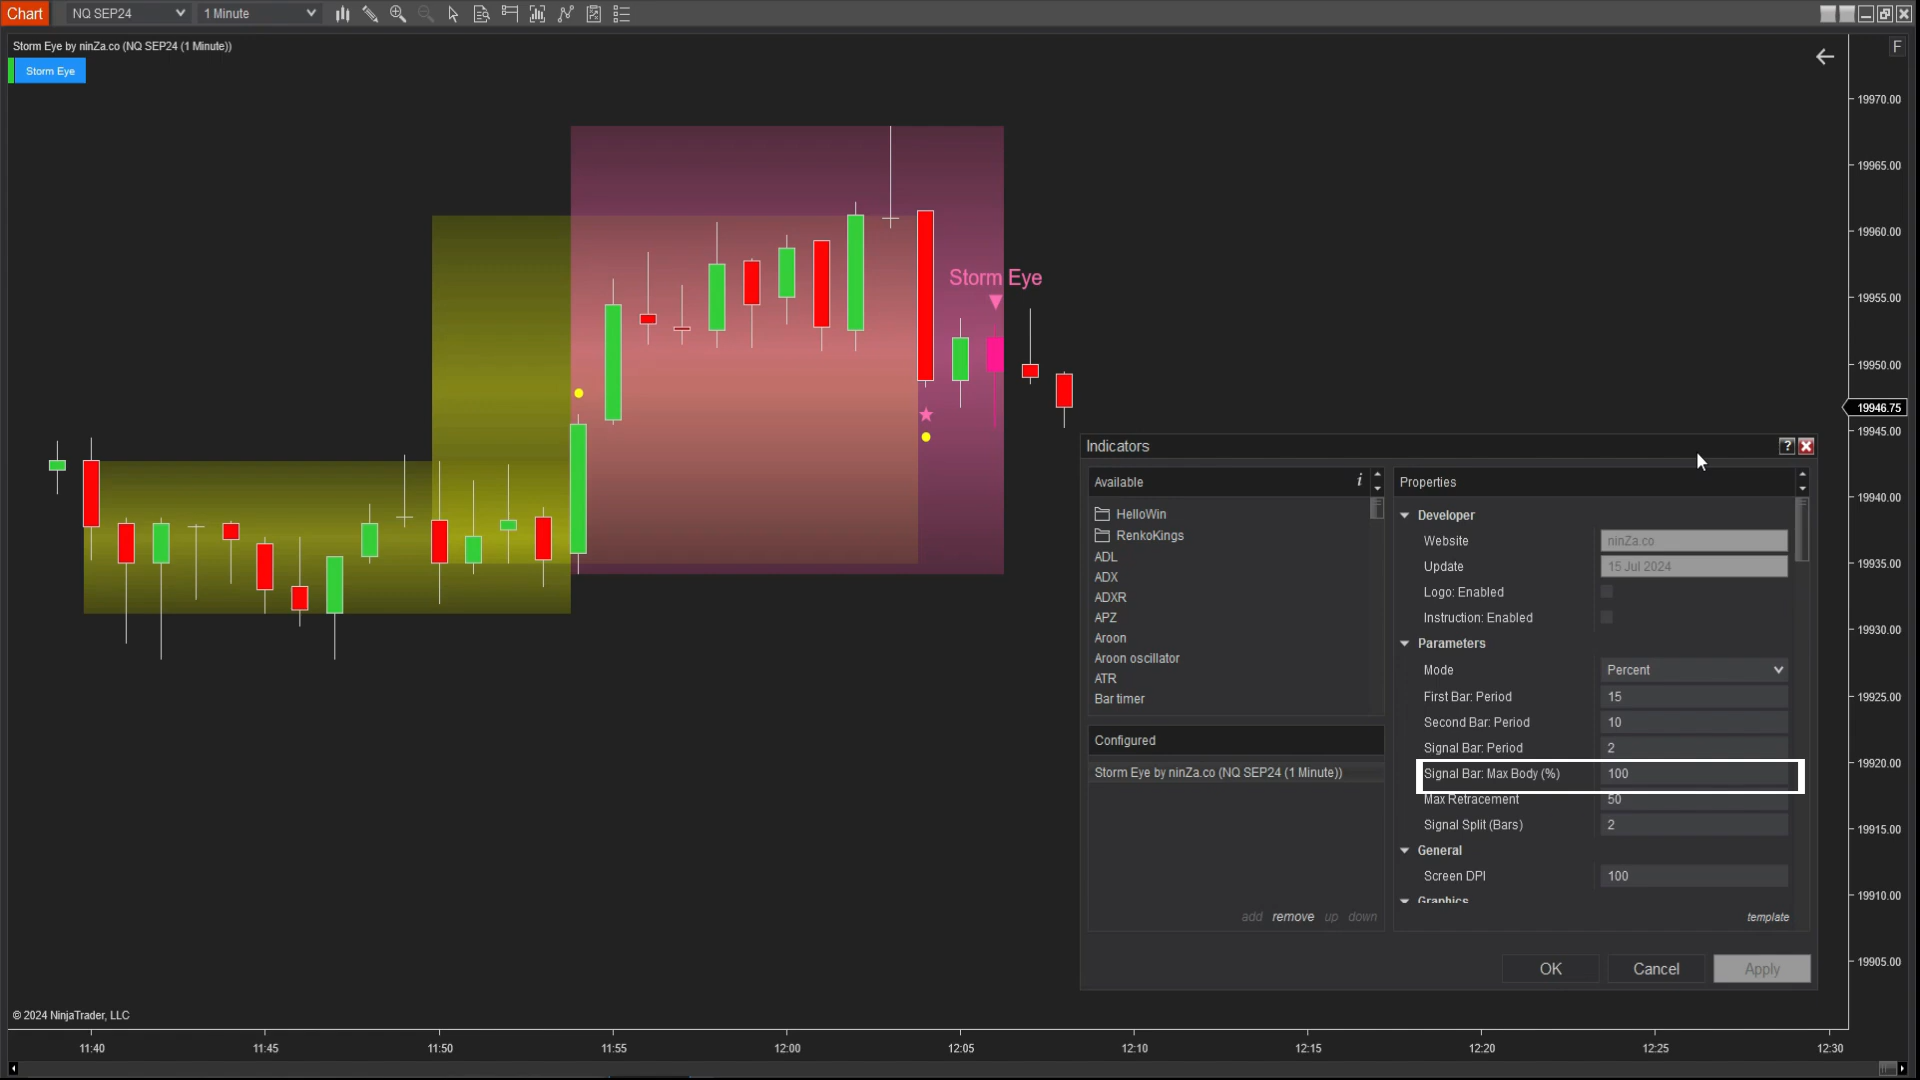 Chart NQ SEP24 1 Minute
Storm Eye by ninZa.co (NQ SEP24 (1 Minute))
F
Storm Eye
19970.00
19965.00
19960.00
19955.00
19950.00
19946.75
19945.00
19940.00
19935.00
19930.00
19925.00
19920.00
19915.00
19910.00
19905.00
Storm Eye
Indicators
?
Available i
HelloWin
RenkoKings
ADL
ADX
ADXR
APZ
Aroon
Aroon oscillator
ATR
Bar timer
Configured
Storm Eye by ninZa.co (NQ SEP24 (1 Minute))
add remove up down
Properties
Developer
Website ninZa.co
Update 15 Jul 2024
Logo: Enabled
Instruction: Enabled
Parameters
Mode Percent
First Bar: Period 15
Second Bar: Period 10
Signal Bar: Period 2
Signal Bar: Max Body (%) 100
Max Retracement 50
Signal Split (Bars) 2
General
Screen DPI 100
Graphics
template
OK Cancel Apply
© 2024 NinjaTrader, LLC
11:40 11:45 11:50 11:55 12:00 12:05 12:10 12:15 12:20 12:25 12:30